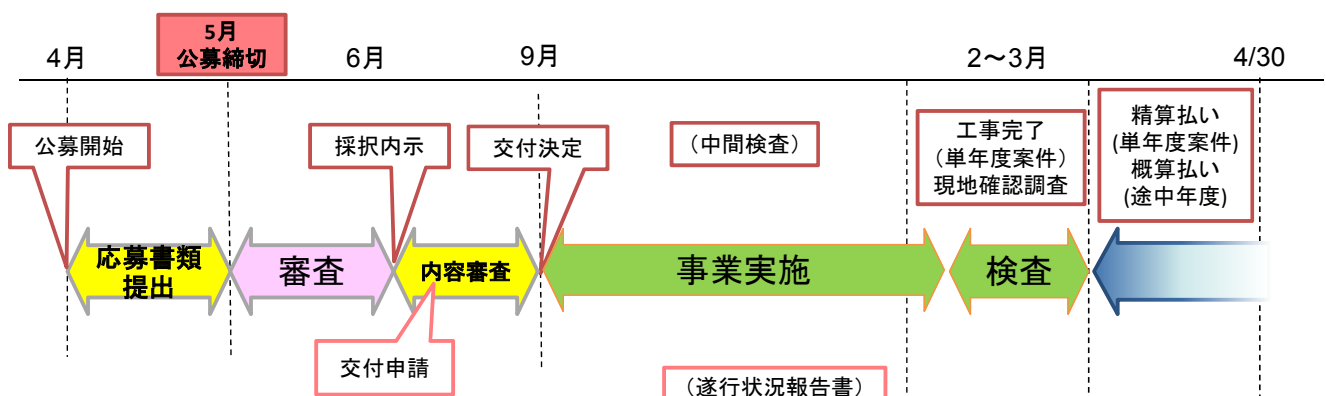 5月
公募締切
4月
6月
9月
2~3月
4/30
公募開始
採択内示
交付決定
(中間検査)
工事完了
(単年度案件)
現地確認調査
精算払い
(単年度案件)
概算払い
(途中年度)
応募書類
提出
審査
内容審査
事業実施
検査
交付申請
(遂行状況報告書)